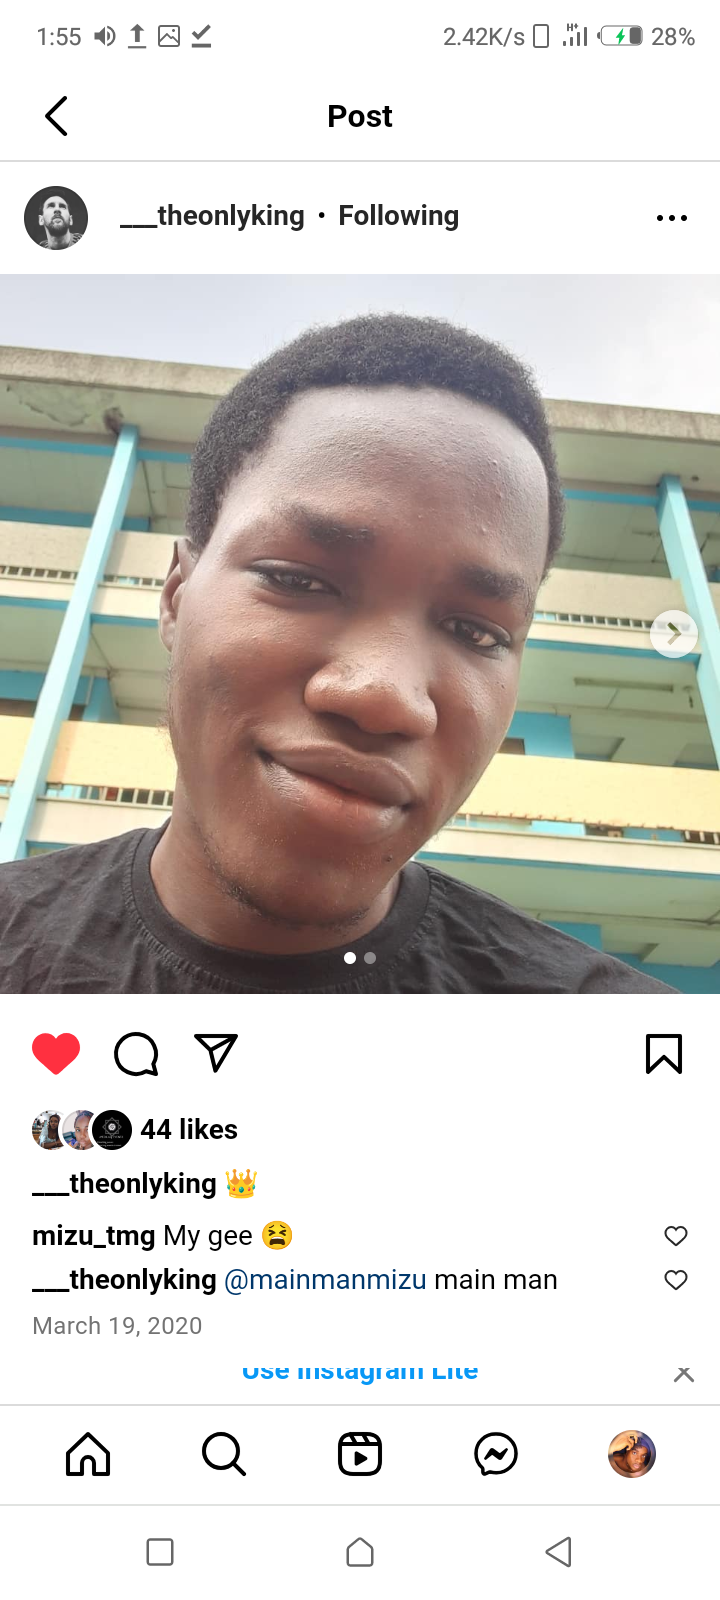 1:55 2.42K/s H+ 28%
Post
___theonlyking • Following
44 likes
___theonlyking 👑
mizu_tmg My gee 😫
___theonlyking @mainmanmizu main man
March 19, 2020
Use Instagram Lite